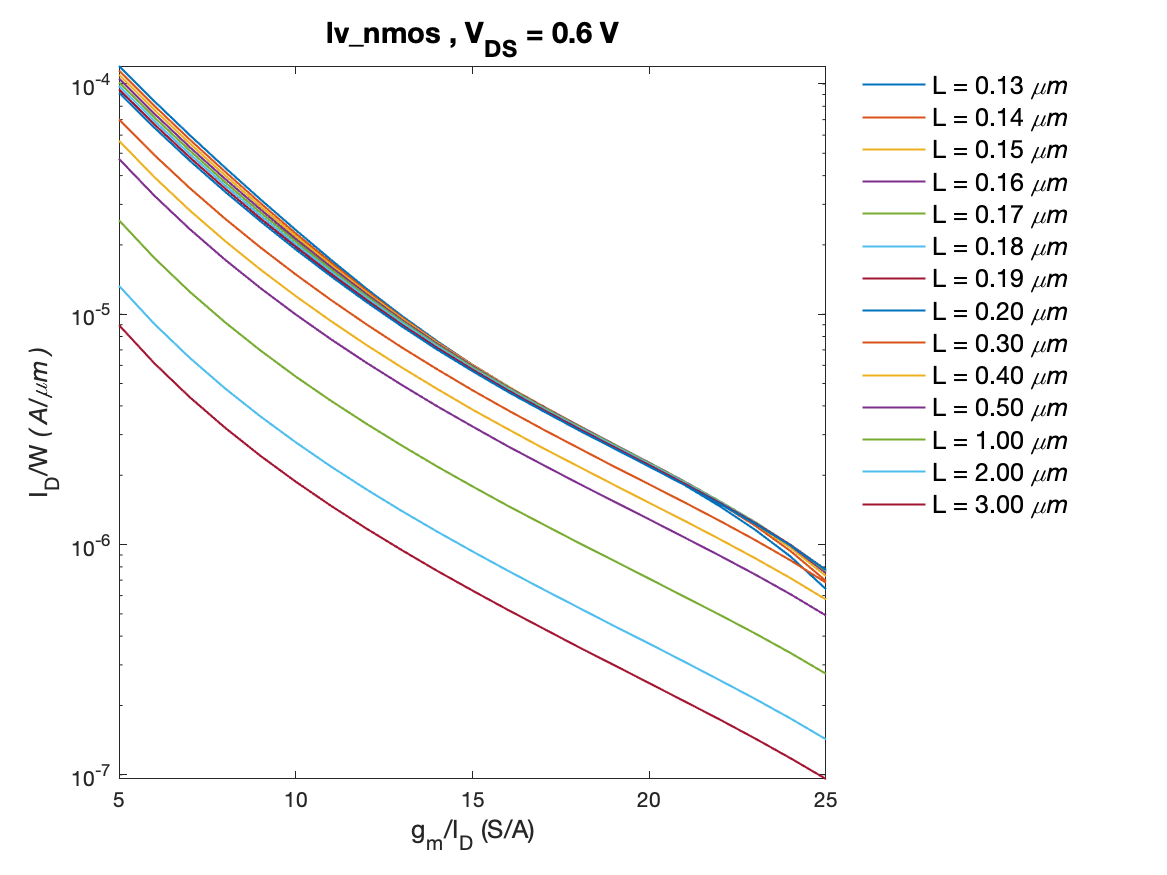 lv_nmos , V_DS = 0.6 V
10^-4
10^-5
10^-6
10^-7
I_D/W ( A/μm )
5 10 15 20 25
g_m/I_D (S/A)
L = 0.13 μm
L = 0.14 μm
L = 0.15 μm
L = 0.16 μm
L = 0.17 μm
L = 0.18 μm
L = 0.19 μm
L = 0.20 μm
L = 0.30 μm
L = 0.40 μm
L = 0.50 μm
L = 1.00 μm
L = 2.00 μm
L = 3.00 μm